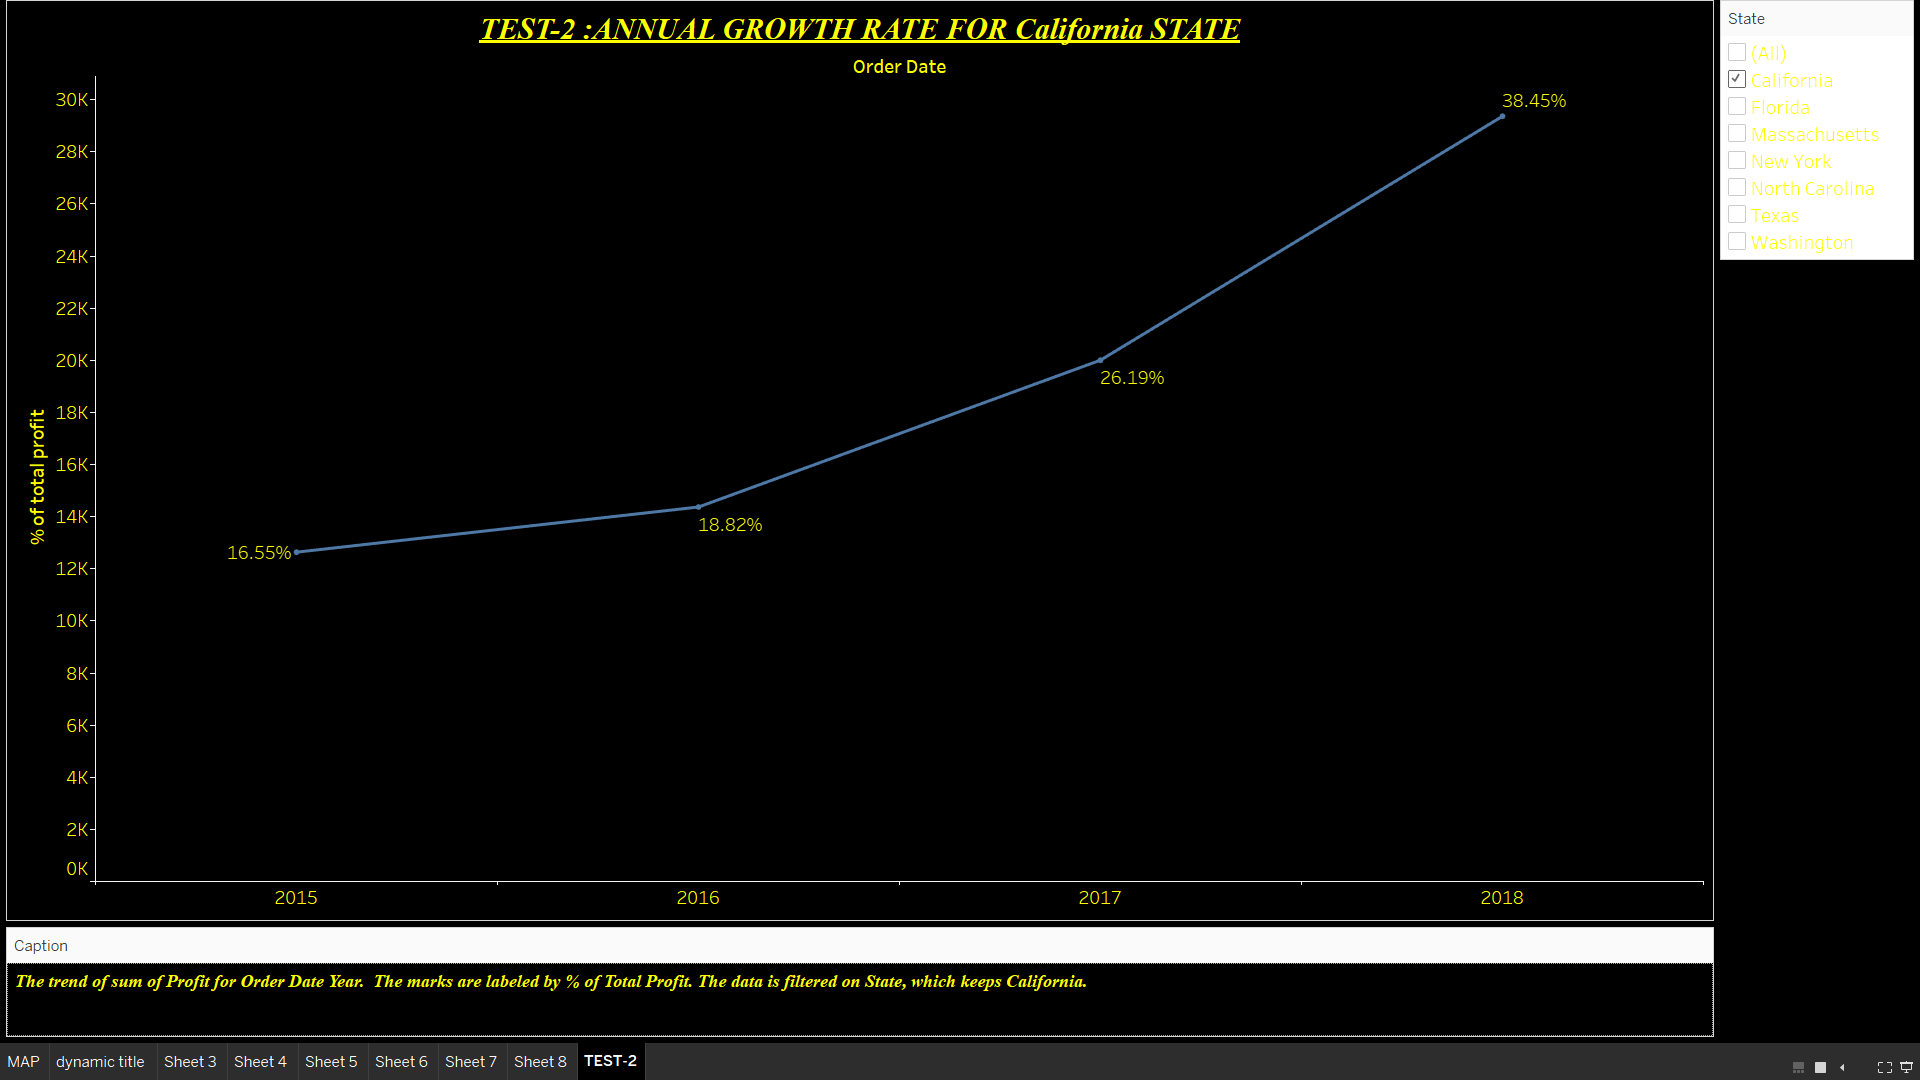 TEST-2 :ANNUAL GROWTH RATE FOR California STATE
Order Date
% of total profit
30K
28K
26K
24K
22K
20K
18K
16K
14K
12K
10K
8K
6K
4K
2K
0K
16.55%
18.82%
26.19%
38.45%
2015 2016 2017 2018
State
(All)
California
Florida
Massachusetts
New York
North Carolina
Texas
Washington
Caption
The trend of sum of Profit for Order Date Year.  The marks are labeled by % of Total Profit. The data is filtered on State, which keeps California.
MAP dynamic title Sheet 3 Sheet 4 Sheet 5 Sheet 6 Sheet 7 Sheet 8 TEST-2